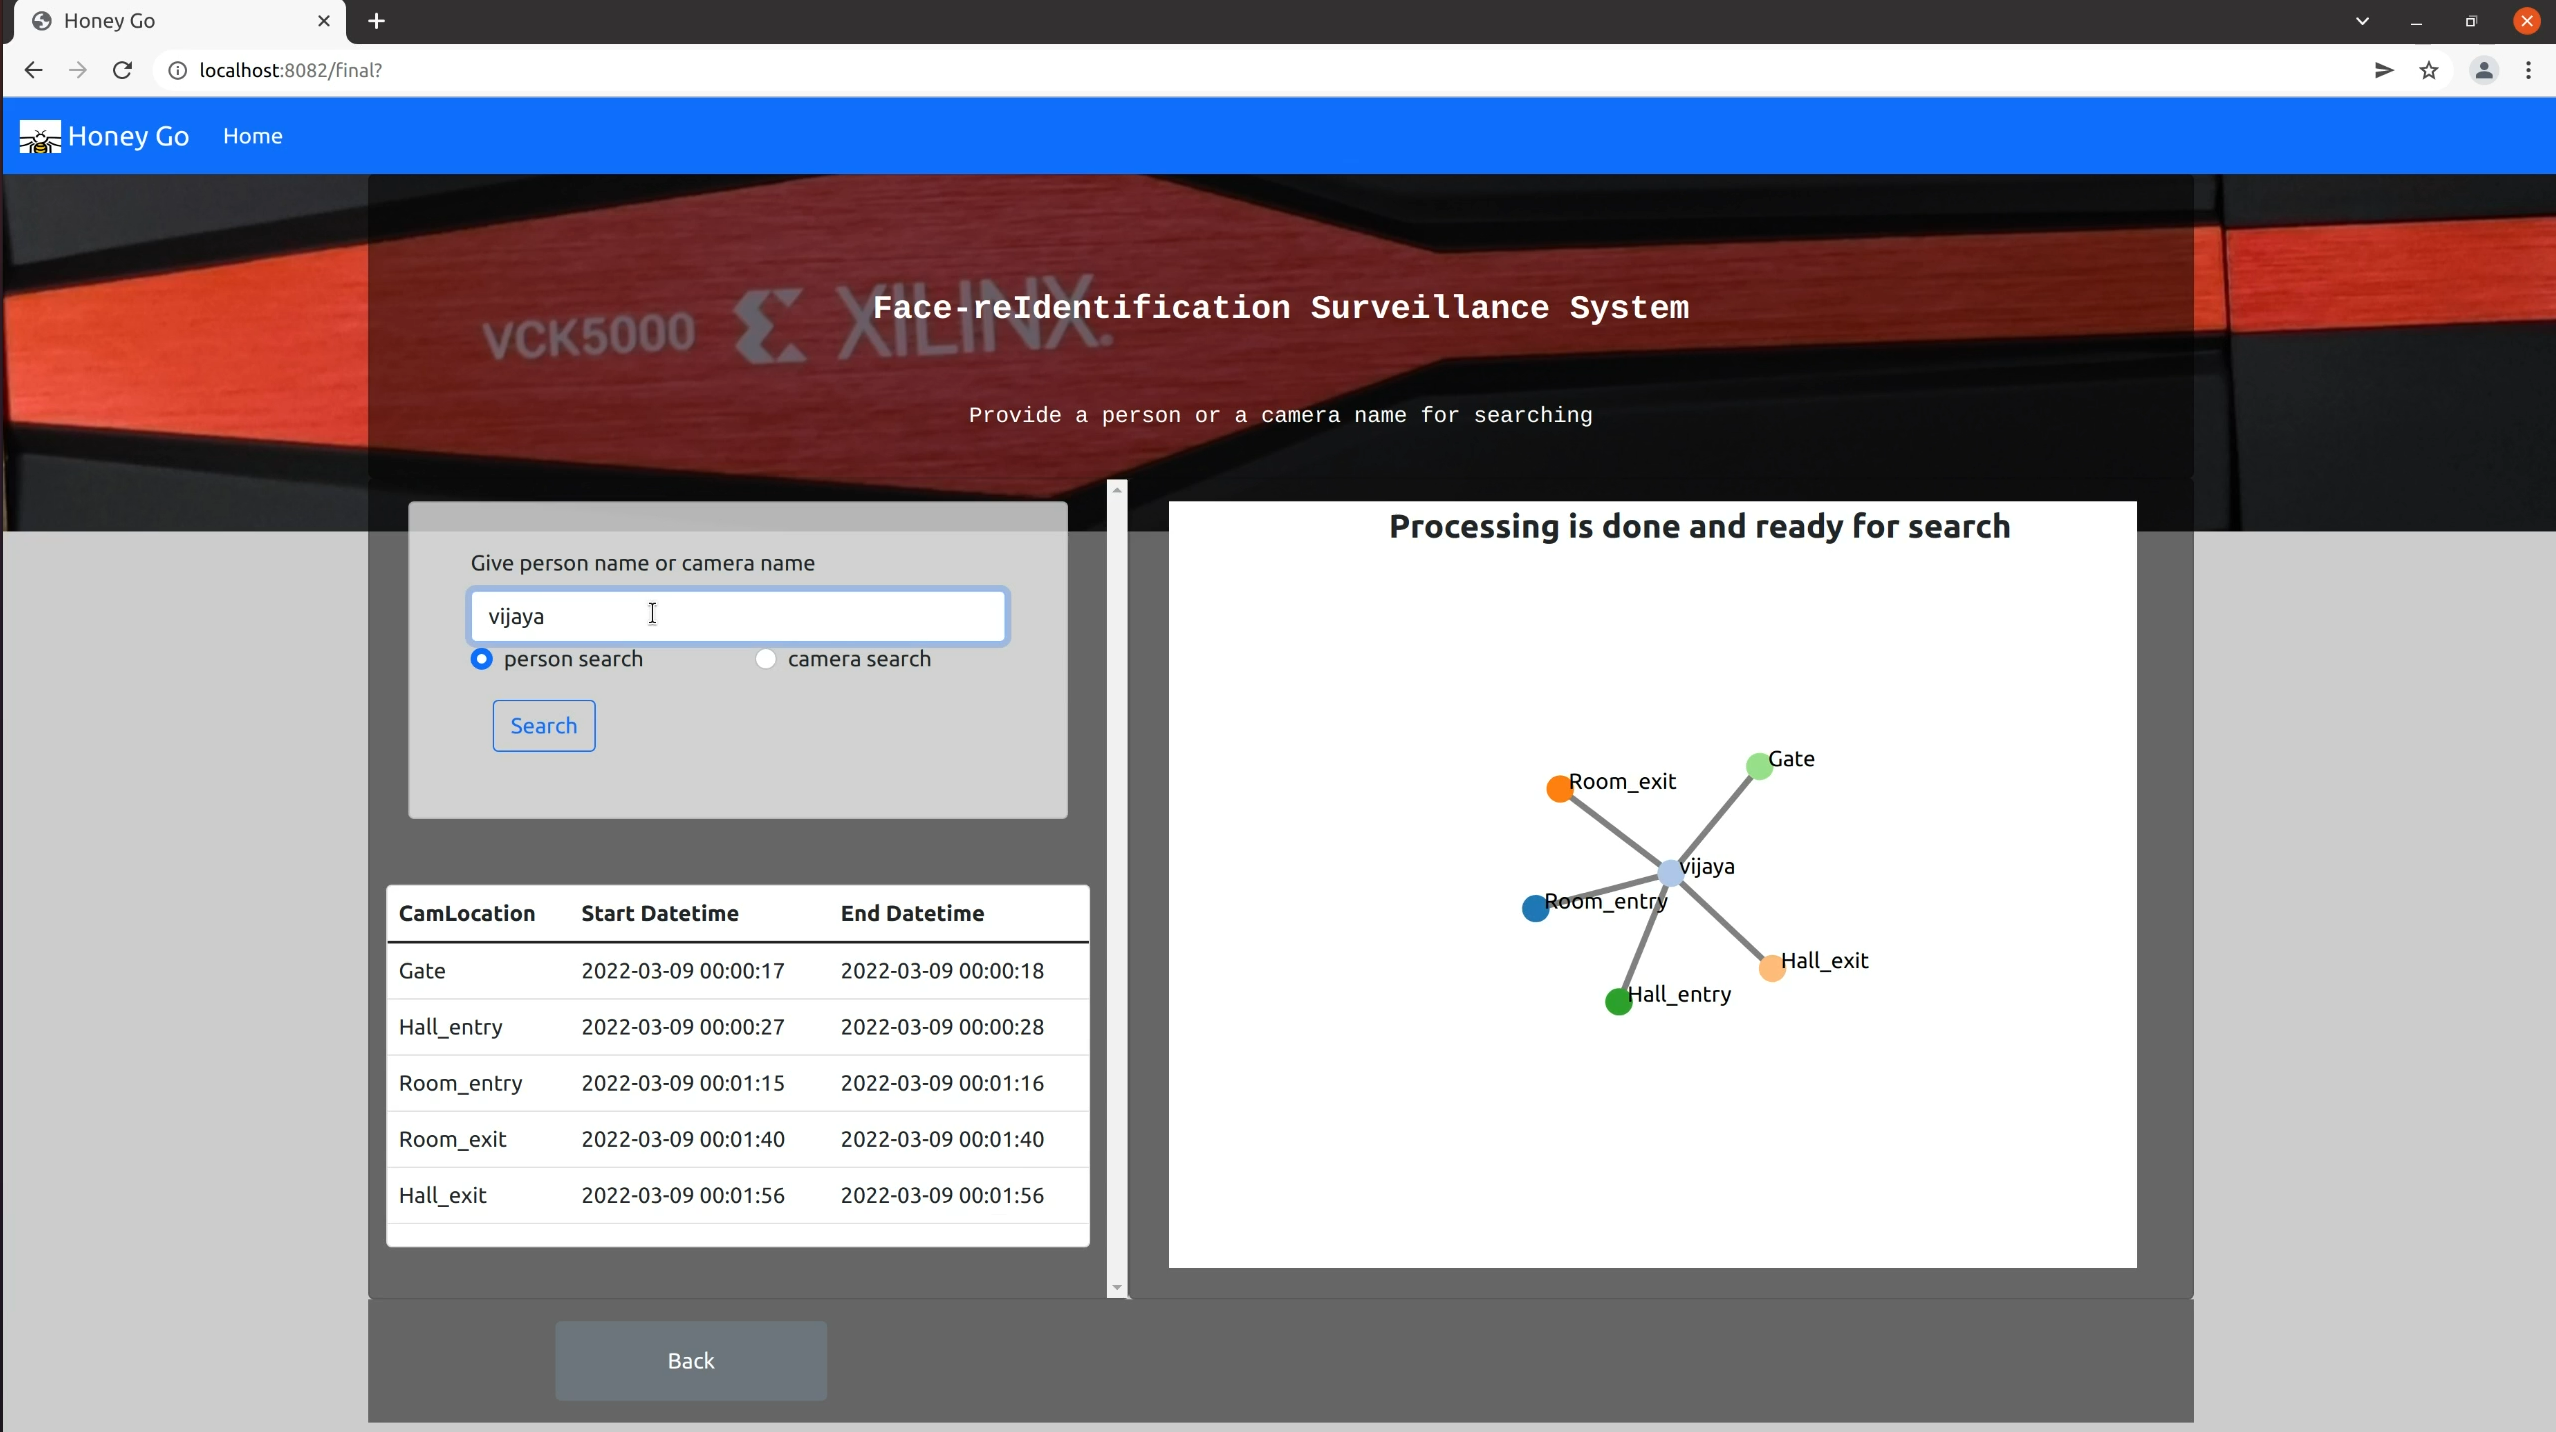 Honey Go
localhost:8082/final?
Honey Go Home
VCK5000 XILINX.
Face-reIdentification Surveillance System
Provide a person or a camera name for searching
Give person name or camera name
vijaya
person search camera search
Search
CamLocation Start Datetime End Datetime
Gate 2022-03-09 00:00:17 2022-03-09 00:00:18
Hall_entry 2022-03-09 00:00:27 2022-03-09 00:00:28
Room_entry 2022-03-09 00:01:15 2022-03-09 00:01:16
Room_exit 2022-03-09 00:01:40 2022-03-09 00:01:40
Hall_exit 2022-03-09 00:01:56 2022-03-09 00:01:56
Processing is done and ready for search
Gate
Room_exit
vijaya
Room_entry
Hall_exit
Hall_entry
Back